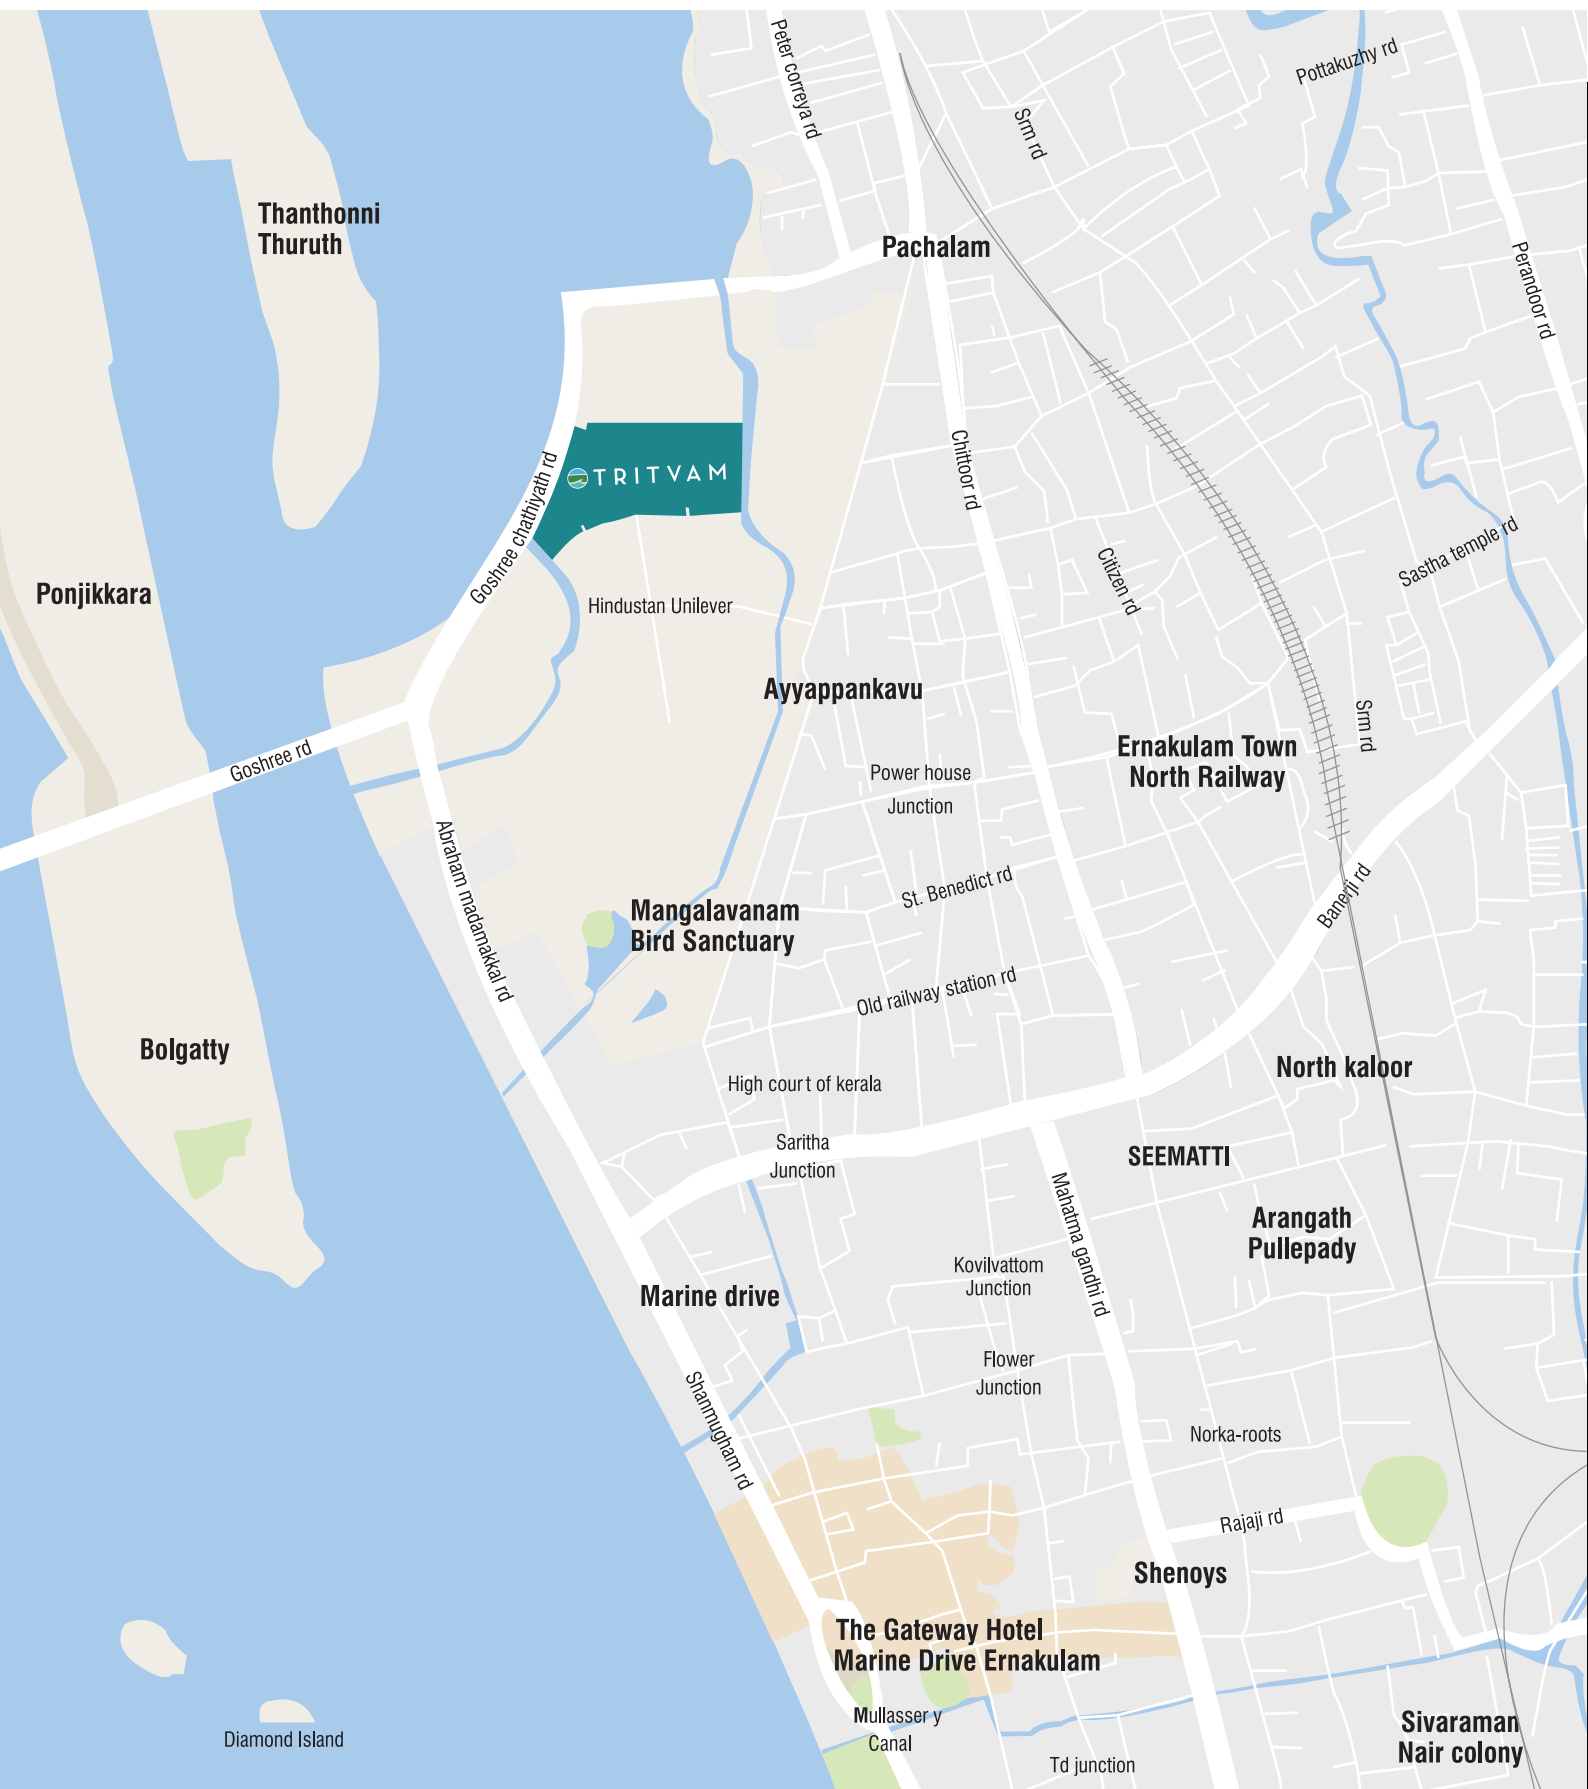 Peter correya rd
Pottakuzhy rd
Srm rd
Thanthonni
Thuruth
Pachalam
Perandoor rd
TRITVAM
Chittoor rd
Goshree chathiyath rd
Sastha temple rd
Citizen rd
Ponjikkara
Hindustan Unilever
Ayyappankavu
Srm rd
Goshree rd
Ernakulam Town
North Railway
Power house
Junction
Abraham madamakkal rd
St. Benedict rd
Banerji rd
Mangalavanam
Bird Sanctuary
Old railway station rd
Bolgatty
North kaloor
High court of kerala
Saritha
Junction
SEEMATTI
Mahatma gandhi rd
Arangath
Pullepady
Kovilvattom
Junction
Marine drive
Flower
Junction
Shanmugham rd
Norka-roots
Rajaji rd
Shenoys
The Gateway Hotel
Marine Drive Ernakulam
Mullasser y
Canal
Sivaraman
Nair colony
Diamond Island
Td junction